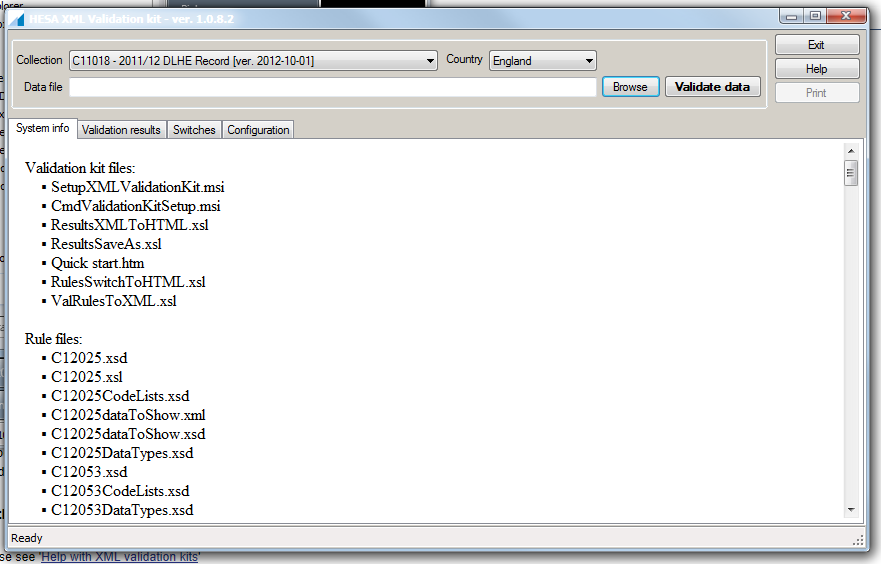 HESA XML Validation kit - ver. 1.0.8.2
Collection C11018 - 2011/12 DLHE Record [ver. 2012-10-01] Country England
Data file Browse Validate data
Exit
Help
Print
System info Validation results Switches Configuration
Validation kit files:
▪ SetupXMLValidationKit.msi
▪ CmdValidationKitSetup.msi
▪ ResultsXMLToHTML.xsl
▪ ResultsSaveAs.xsl
▪ Quick start.htm
▪ RulesSwitchToHTML.xsl
▪ ValRulesToXML.xsl
Rule files:
▪ C12025.xsd
▪ C12025.xsl
▪ C12025CodeLists.xsd
▪ C12025dataToShow.xml
▪ C12025dataToShow.xsd
▪ C12025DataTypes.xsd
▪ C12053.xsd
▪ C12053CodeLists.xsd
▪ C12053DataTypes.xsd
Ready
se see 'Help with XML validation kits'